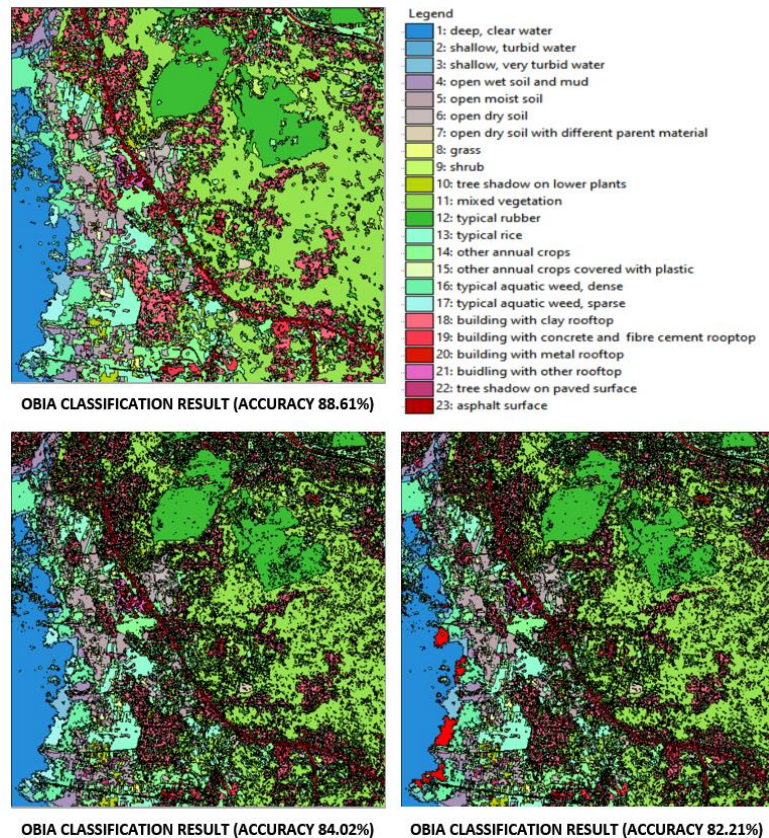 Legend
1: deep, clear water
2: shallow, turbid water
3: shallow, very turbid water
4: open wet soil and mud
5: open moist soil
6: open dry soil
7: open dry soil with different parent material
8: grass
9: shrub
10: tree shadow on lower plants
11: mixed vegetation
12: typical rubber
13: typical rice
14: other annual crops
15: other annual crops covered with plastic
16: typical aquatic weed, dense
17: typical aquatic weed, sparse
18: building with clay rooftop
19: building with concrete and fibre cement rooptop
20: building with metal rooftop
21: buidling with other rooftop
22: tree shadow on paved surface
23: asphalt surface
OBIA CLASSIFICATION RESULT (ACCURACY 88.61%)
OBIA CLASSIFICATION RESULT (ACCURACY 84.02%)
OBIA CLASSIFICATION RESULT (ACCURACY 82.21%)